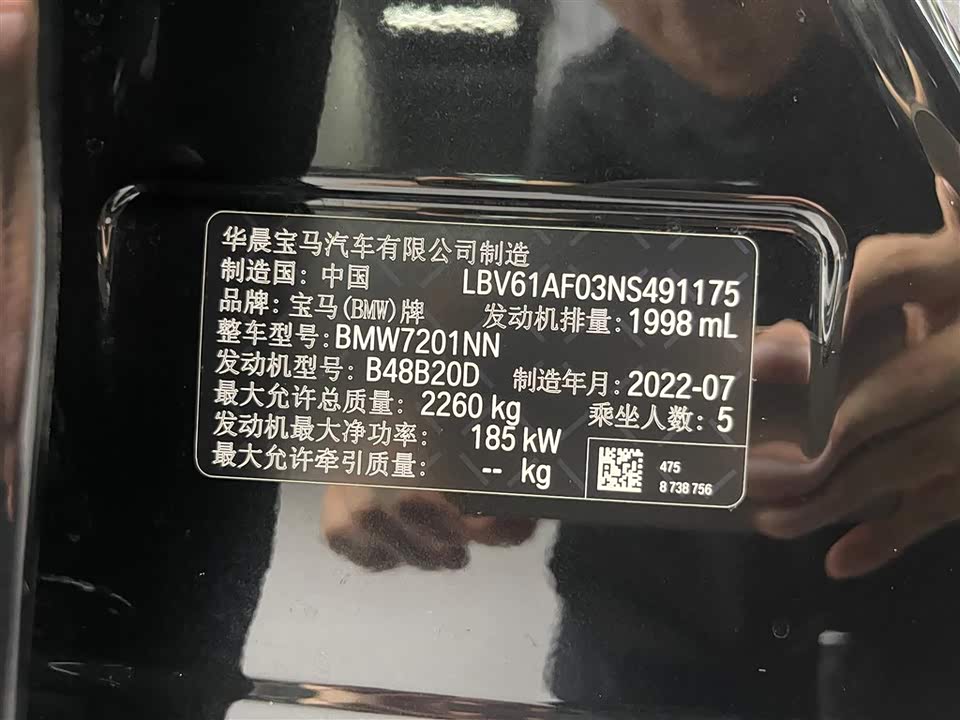 华晨宝马汽车有限公司制造
制造国: 中国 LBV61AF03NS491175
品牌: 宝马(BMW)牌 发动机排量: 1998 mL
整车型号: BMW7201NN
发动机型号: B48B20D 制造年月: 2022-07
最大允许总质量: 2260 kg 乘坐人数: 5
发动机最大净功率: 185 kW
最大允许牵引质量: -- kg
475
8 738 756